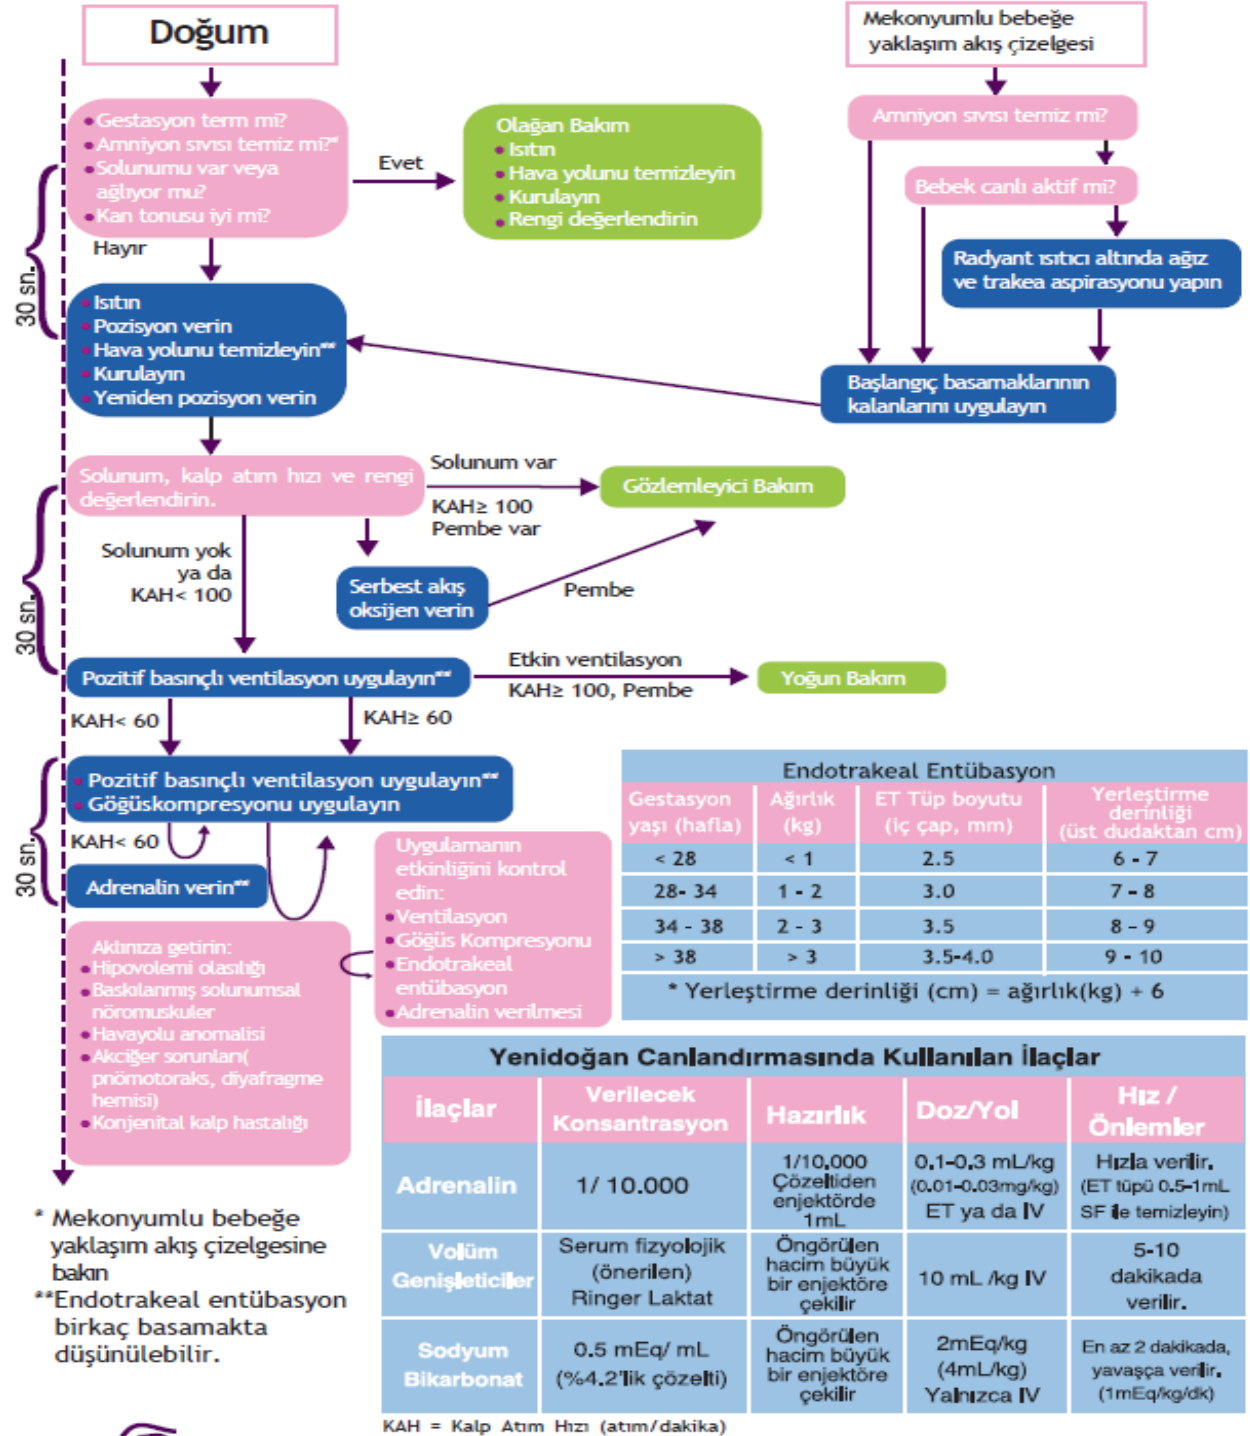 Doğum
• Gestasyon term mi?
• Amniyon sıvısı temiz mi?*
• Solunumu var veya
ağlıyor mu?
• Kan tonusu iyi mi?
Evet
Olağan Bakım
• Isıtın
• Hava yolunu temizleyin
• Kurulayın
• Rengi değerlendirin
Hayır
30 sn.
• Isıtın
• Pozisyon verin
• Hava yolunu temizleyin**
• Kurulayın
• Yeniden pozisyon verin
Mekonyumlu bebeğe
yaklaşım akış çizelgesi
Amniyon sıvısı temiz mi?
Bebek canlı aktif mi?
Radyant ısıtıcı altında ağız
ve trakea aspirasyonu yapın
Başlangıç basamaklarının
kalanlarını uygulayın
Solunum, kalp atım hızı ve rengi
değerlendirin.
Solunum var
KAH≥ 100
Pembe var
Gözlemleyici Bakım
30 sn.
Solunum yok
ya da
KAH< 100
Serbest akış
oksijen verin
Pembe
Pozitif basınçlı ventilasyon uygulayın**
Etkin ventilasyon
KAH≥ 100, Pembe
Yoğun Bakım
KAH< 60
KAH≥ 60
30 sn.
• Pozitif basınçlı ventilasyon uygulayın**
• Göğüskompresyonu uygulayın
KAH< 60
Adrenalin verin**
Uygulamanın
etkinliğini kontrol
edin:
• Ventilasyon
• Göğüs Kompresyonu
• Endotrakeal
entübasyon
• Adrenalin verilmesi
Aklınıza getirin:
• Hipovolemi olasılığı
• Baskılanmış solunumsal
nöromuskuler
• Havayolu anomalisi
• Akciğer sorunları(
pnömotoraks, diyafragme
hernisi)
• Konjenital kalp hastalığı
Endotrakeal Entübasyon
Gestasyon yaşı (hafla) Ağırlık (kg) ET Tüp boyutu (iç çap, mm) Yerleştirme derinliği (üst dudaktan cm)
< 28 < 1 2.5 6 - 7
28- 34 1 - 2 3.0 7 - 8
34 - 38 2 - 3 3.5 8 - 9
> 38 > 3 3.5-4.0 9 - 10
* Yerleştirme derinliği (cm) = ağırlık(kg) + 6
Yenidoğan Canlandırmasında Kullanılan İlaçlar
İlaçlar Verilecek Konsantrasyon Hazırlık Doz/Yol Hız / Önlemler
Adrenalin
1/ 10.000
1/10.000
Çözeltiden
enjektörde
1mL
0.1-0.3 mL/kg
(0.01-0.03mg/kg)
ET ya da IV
Hızla verilir.
(ET tüpü 0.5-1mL
SF ile temizleyin)
Volüm
Genişleticiler
Serum fizyolojik
(önerilen)
Ringer Laktat
Öngörülen
hacim büyük
bir enjektöre
çekilir
10 mL /kg IV
5-10
dakikada
verilir.
Sodyum
Bikarbonat
0.5 mEq/ mL
(%4.2'lik çözelti)
Öngörülen
hacim büyük
bir enjektöre
çekilir
2mEq/kg
(4mL/kg)
Yalnızca IV
En az 2 dakikada,
yavaşça verilir.
(1mEq/kg/dk)
KAH = Kalp Atım Hızı (atım/dakika)
* Mekonyumlu bebeğe
yaklaşım akış çizelgesine
bakın
**Endotrakeal entübasyon
birkaç basamakta
düşünülebilir.